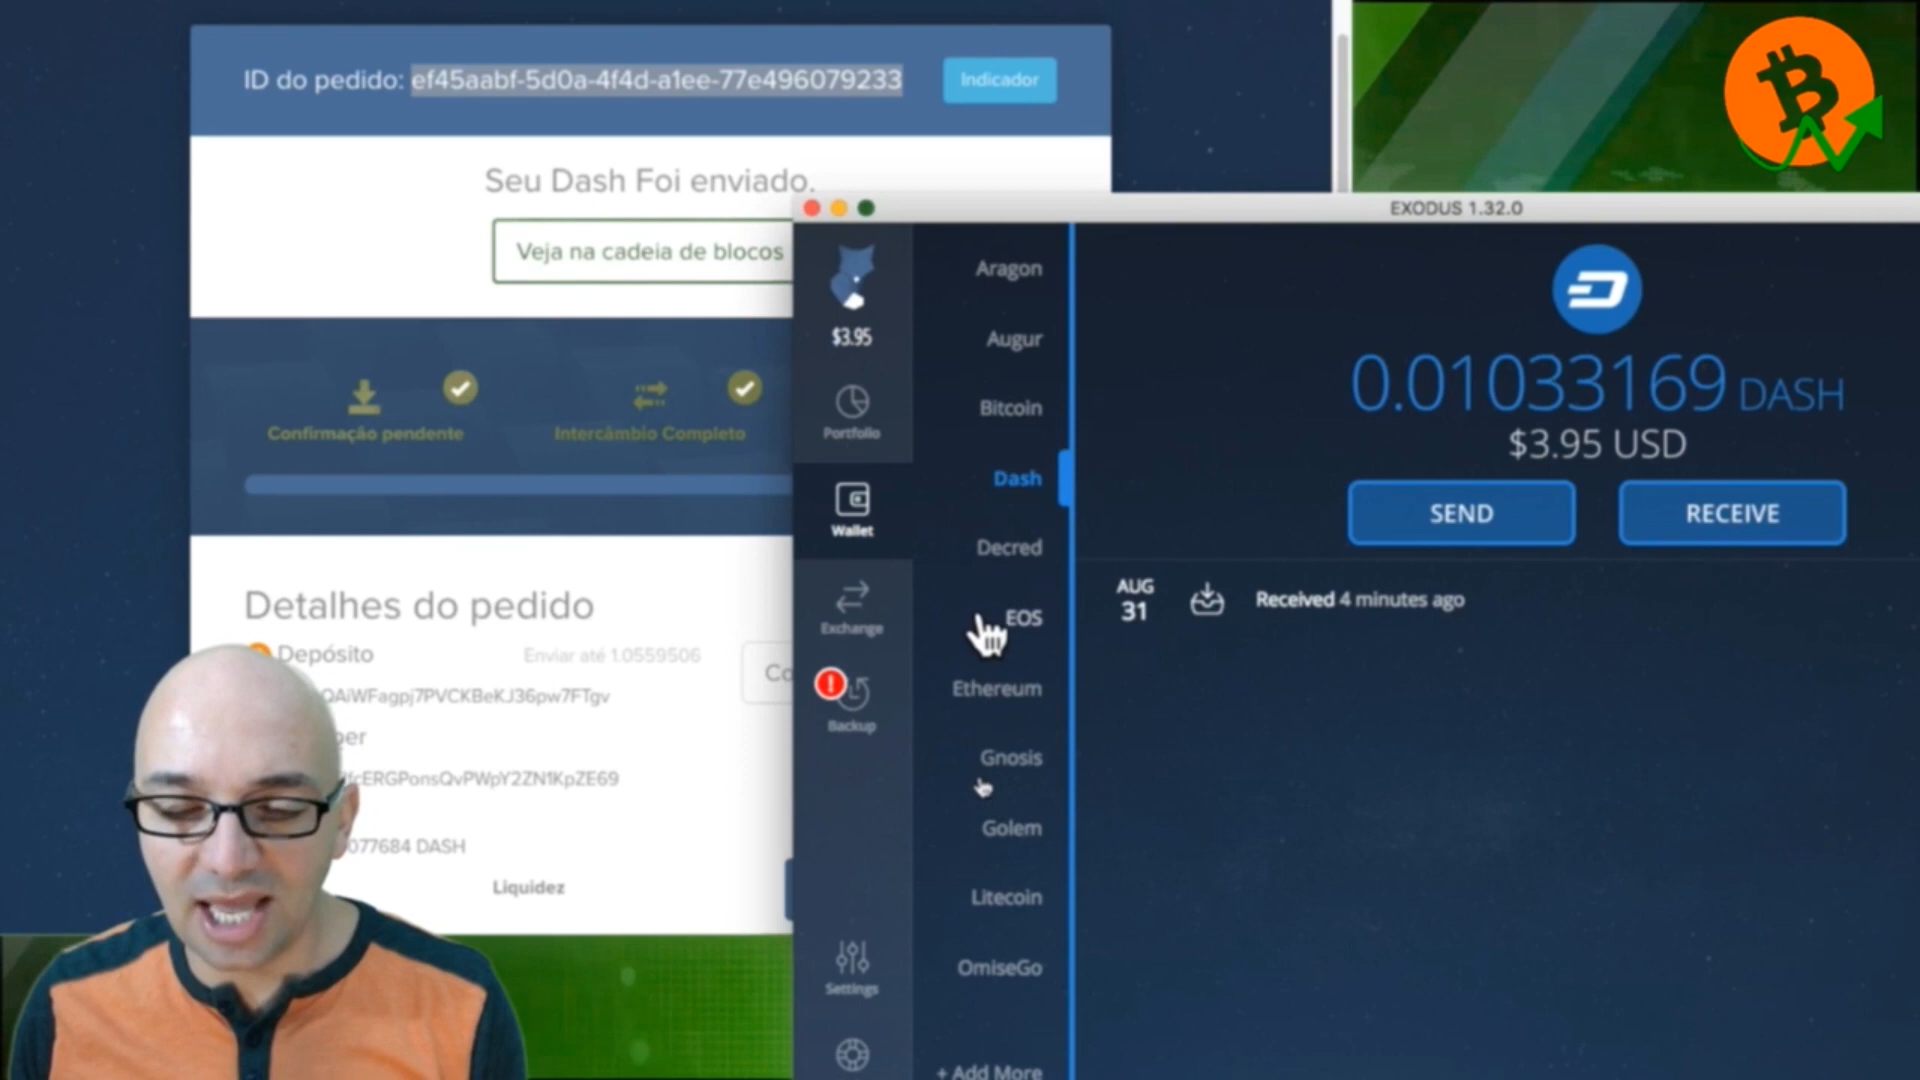 ID do pedido: ef45aabf-5d0a-4f4d-a1ee-77e496079233
Indicador
Seu Dash Foi enviado.
Veja na cadeia de blocos
Confirmação pendente
Intercâmbio Completo
Detalhes do pedido
Depósito
Enviar até 1.0559506
QAiWFagpj7PVCKBeKJ36pw7FTgv
fcERGPonsQvPWpY2ZN1KpZE69
077684 DASH
Liquidez
EXODUS 1.32.0
$3.95
Portfolio
Wallet
Exchange
Backup
Settings
Aragon
Augur
Bitcoin
Dash
Decred
EOS
Ethereum
Gnosis
Golem
Litecoin
OmiseGo
+ Add More
0.01033169 DASH
$3.95 USD
SEND
RECEIVE
AUG
31
Received 4 minutes ago